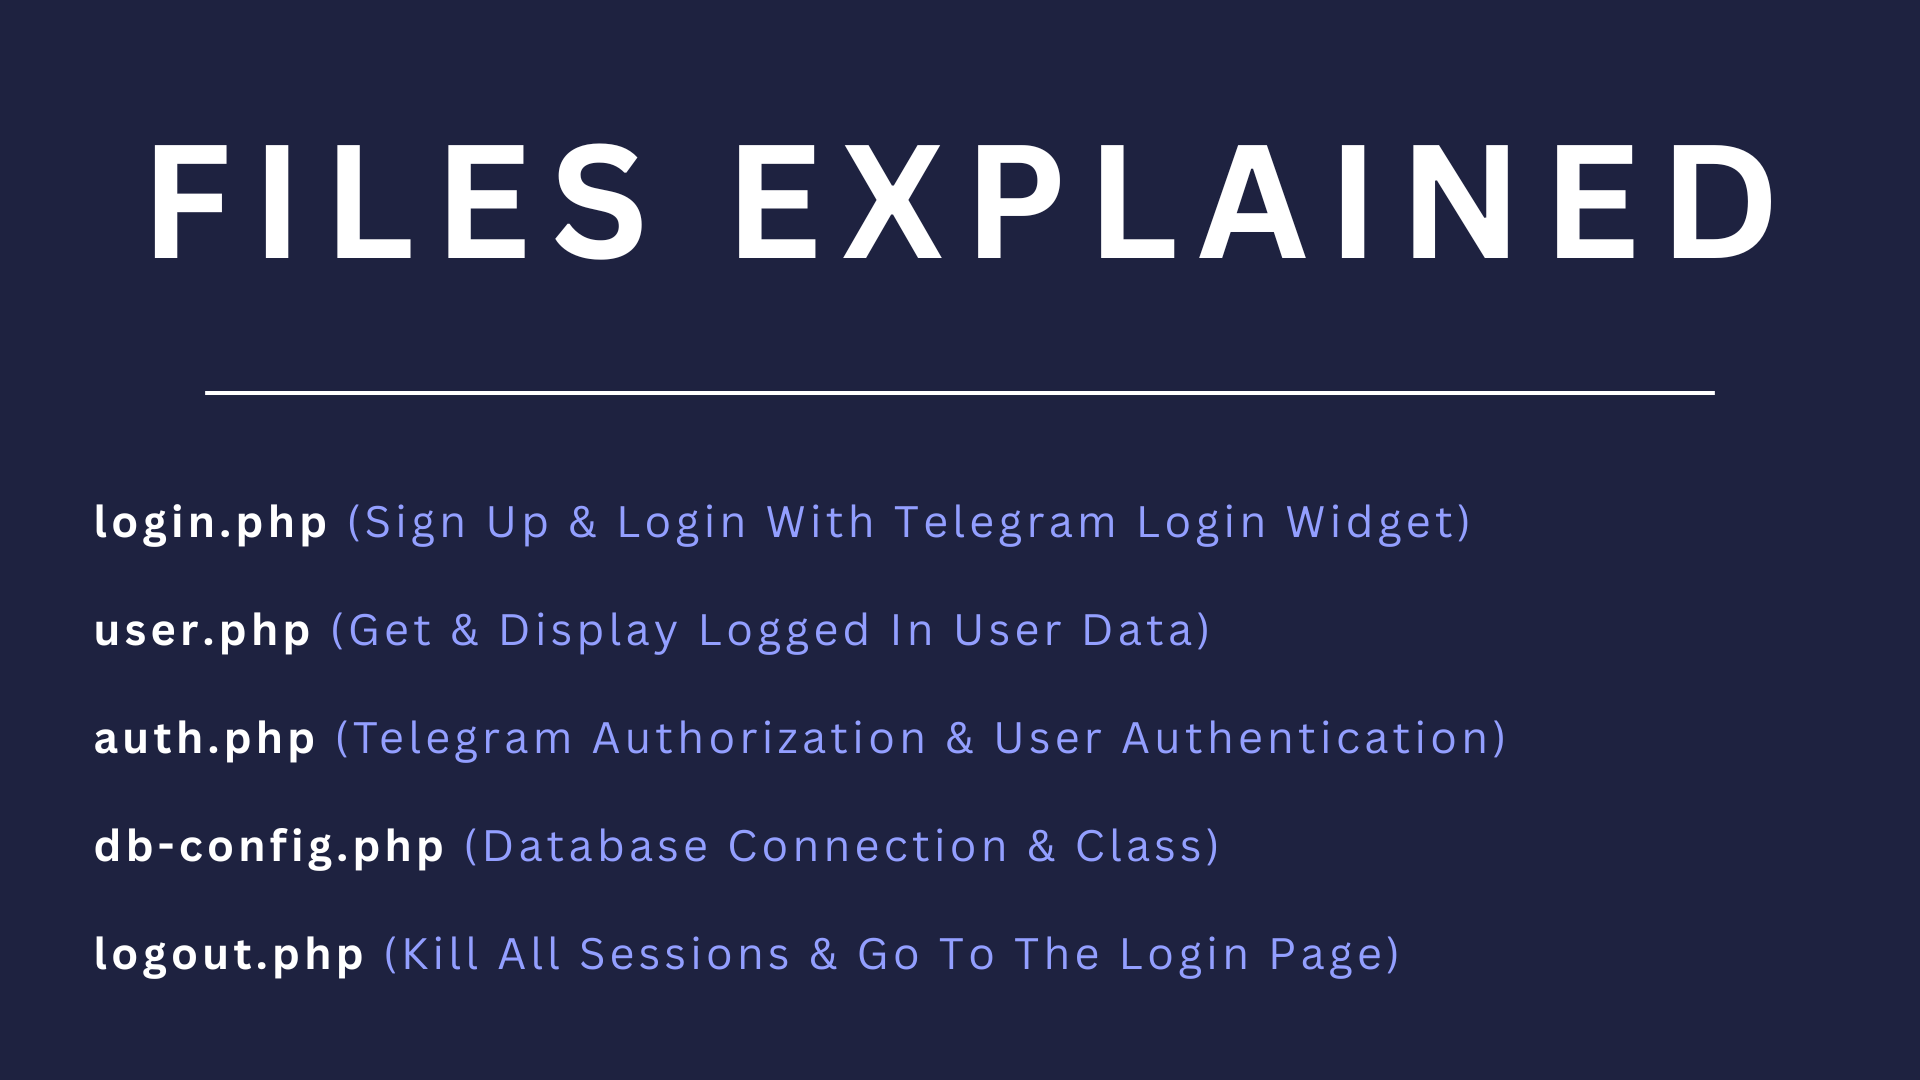 FILES EXPLAINED
login.php (Sign Up & Login With Telegram Login Widget)
user.php (Get & Display Logged In User Data)
auth.php (Telegram Authorization & User Authentication)
db-config.php (Database Connection & Class)
logout.php (Kill All Sessions & Go To The Login Page)